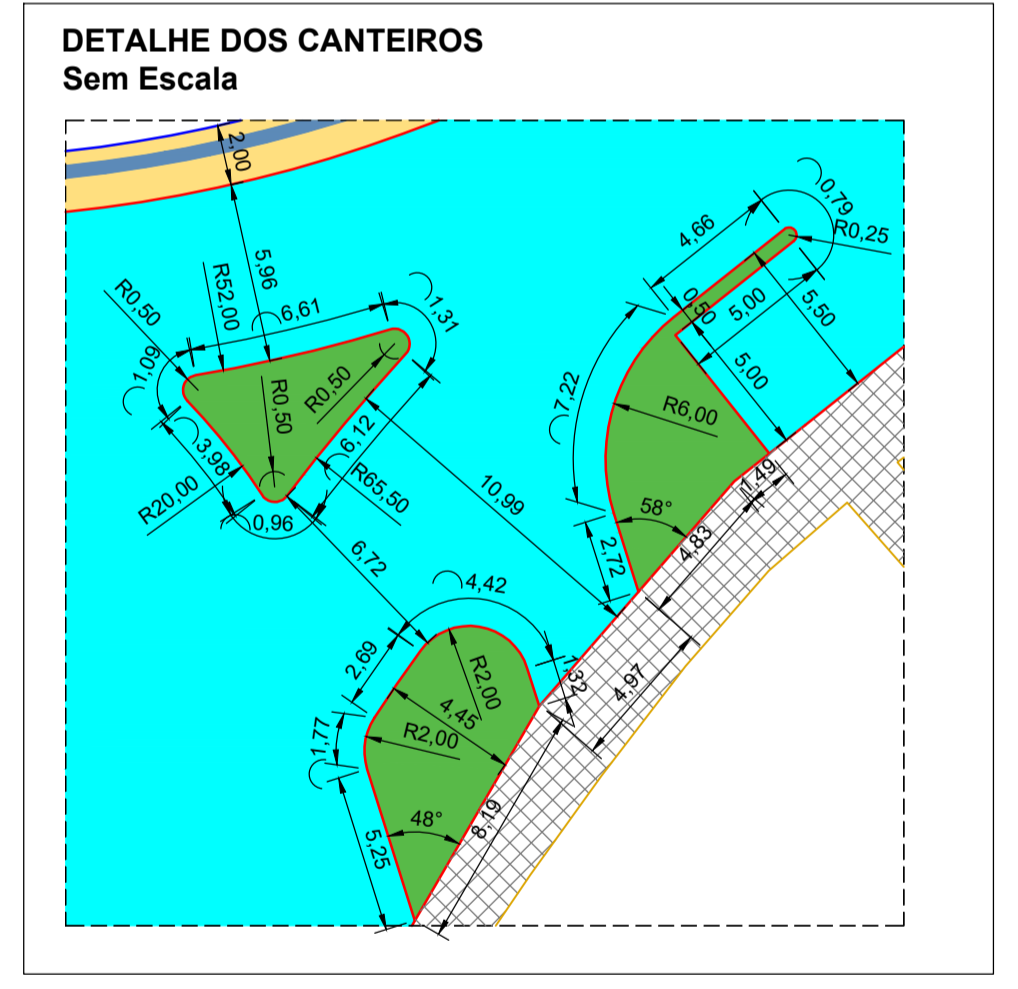 DETALHE DOS CANTEIROS
Sem Escala
2,00
5,96
R52,00
R0,50
6,61
1,31
1,09
R0,50
R0,50
3,98
6,12
R20,00
R65,50
0,96
6,72
10,99
4,66
0,79
R0,25
0,50
5,00
5,50
5,00
7,22
R6,00
1,49
58°
4,83
2,72
4,97
4,42
2,69
R2,00
1,32
4,45
R2,00
1,77
48°
8,19
5,25